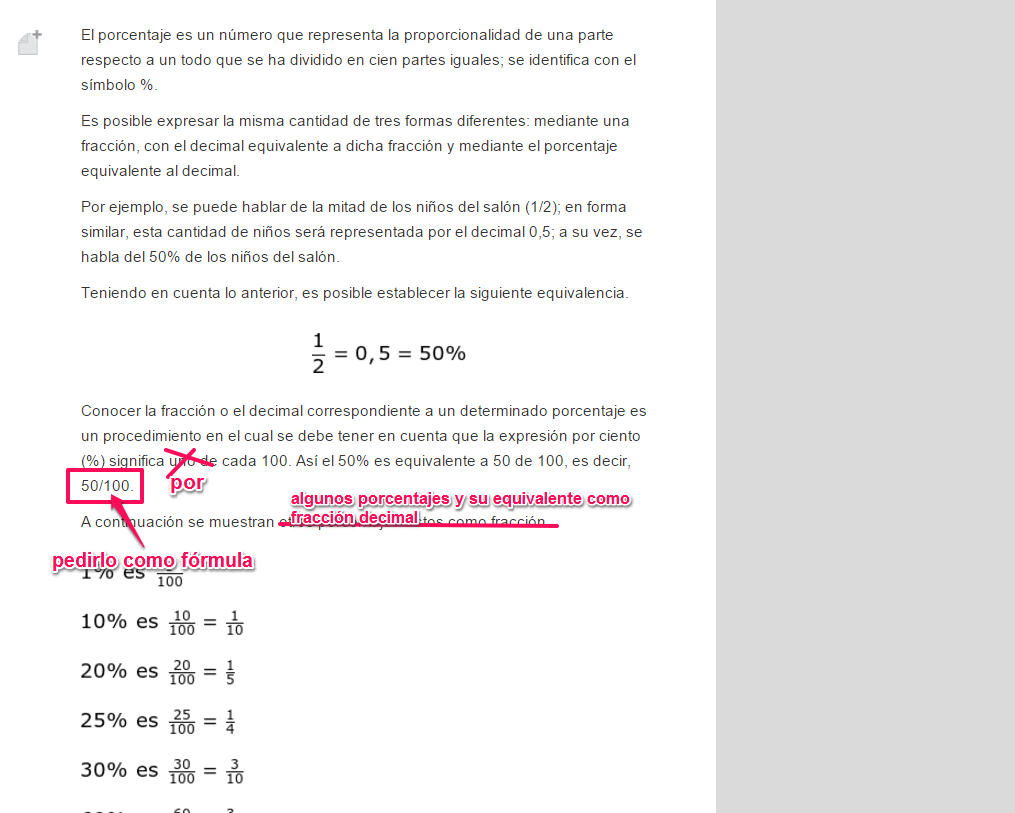 El porcentaje es un número que representa la proporcionalidad de una parte
respecto a un todo que se ha dividido en cien partes iguales; se identifica con el
símbolo %.
Es posible expresar la misma cantidad de tres formas diferentes: mediante una
fracción, con el decimal equivalente a dicha fracción y mediante el porcentaje
equivalente al decimal.
Por ejemplo, se puede hablar de la mitad de los niños del salón (1/2); en forma
similar, esta cantidad de niños será representada por el decimal 0,5; a su vez, se
habla del 50% de los niños del salón.
Teniendo en cuenta lo anterior, es posible establecer la siguiente equivalencia.
1/2 = 0,5 = 50%
Conocer la fracción o el decimal correspondiente a un determinado porcentaje es
un procedimiento en el cual se debe tener en cuenta que la expresión por ciento
(%) significa uno de cada 100. Así el 50% es equivalente a 50 de 100, es decir,
50/100.
por
algunos porcentajes y su equivalente como
fracción decimal
A continuación se muestran como fracción
pedirlo como fórmula
1% es /100
10% es 10/100 = 1/10
20% es 20/100 = 1/5
25% es 25/100 = 1/4
30% es 30/100 = 3/10